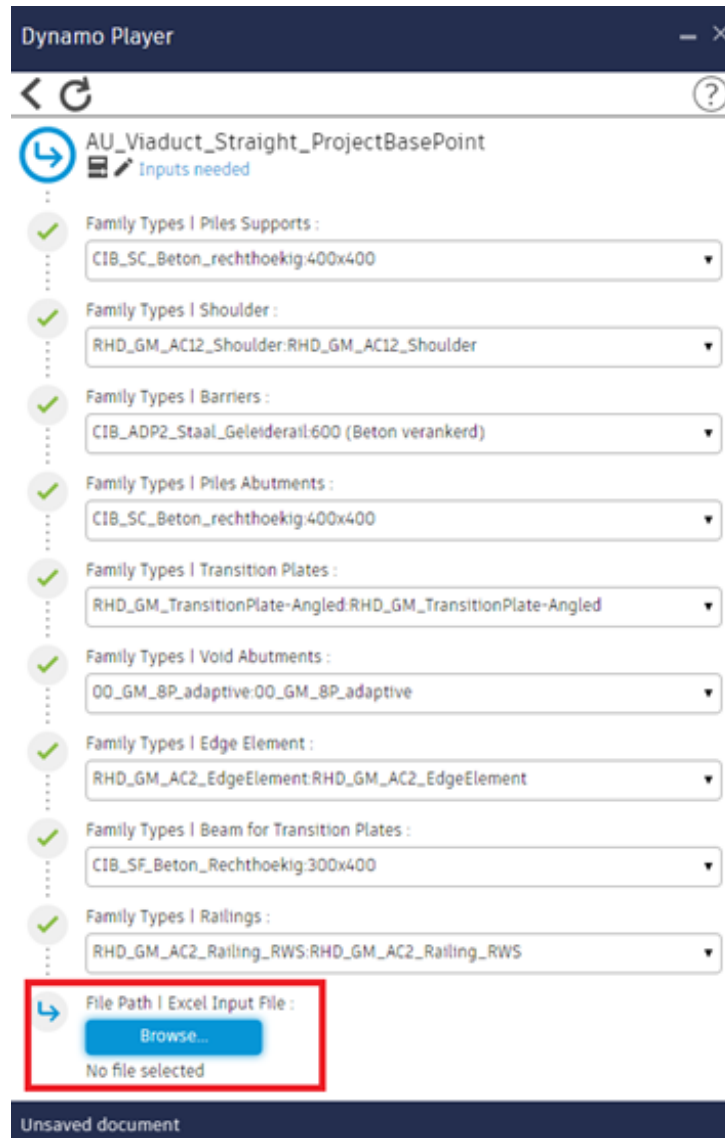 Dynamo Player
AU_Viaduct_Straight_ProjectBasePoint
Inputs needed
Family Types | Piles Supports :
CIB_SC_Beton_rechthoekig:400x400
Family Types | Shoulder :
RHD_GM_AC12_Shoulder:RHD_GM_AC12_Shoulder
Family Types | Barriers :
CIB_ADP2_Staal_Geleiderail:600 (Beton verankerd)
Family Types | Piles Abutments :
CIB_SC_Beton_rechthoekig:400x400
Family Types | Transition Plates :
RHD_GM_TransitionPlate-Angled:RHD_GM_TransitionPlate-Angled
Family Types | Void Abutments :
00_GM_8P_adaptive:00_GM_8P_adaptive
Family Types | Edge Element :
RHD_GM_AC2_EdgeElement:RHD_GM_AC2_EdgeElement
Family Types | Beam for Transition Plates :
CIB_SF_Beton_Rechthoekig:300x400
Family Types | Railings :
RHD_GM_AC2_Railing_RWS:RHD_GM_AC2_Railing_RWS
File Path | Excel Input File :
Browse...
No file selected
Unsaved document